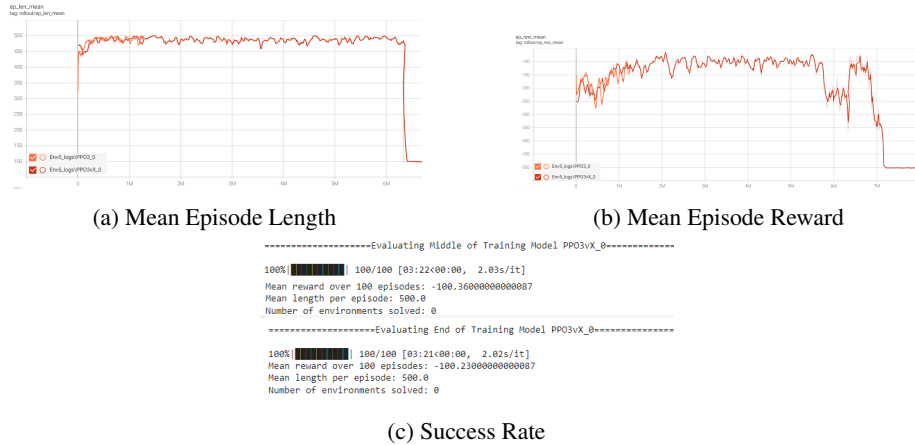 ep_len_mean
tag: rollout/ep_len_mean
500
450
400
350
300
250
200
150
100
0
1M
2M
3M
4M
5M
6M
Env5_logs\PPO3_0
Env5_logs\PPO3vX_0
(a) Mean Episode Length
ep_rew_mean
tag: rollout/ep_rew_mean
0
1M
2M
3M
4M
5M
6M
7M
Env5_logs\PPO3_0
Env5_logs\PPO3vX_0
(b) Mean Episode Reward
====================Evaluating Middle of Training Model PPO3vX_0=============
100%|██████████| 100/100 [03:22<00:00, 2.03s/it]
Mean reward over 100 episodes: -100.36000000000087
Mean length per episode: 500.0
Number of environments solved: 0
====================Evaluating End of Training Model PPO3vX_0===============
100%|██████████| 100/100 [03:21<00:00, 2.02s/it]
Mean reward over 100 episodes: -100.23000000000087
Mean length per episode: 500.0
Number of environments solved: 0
(c) Success Rate